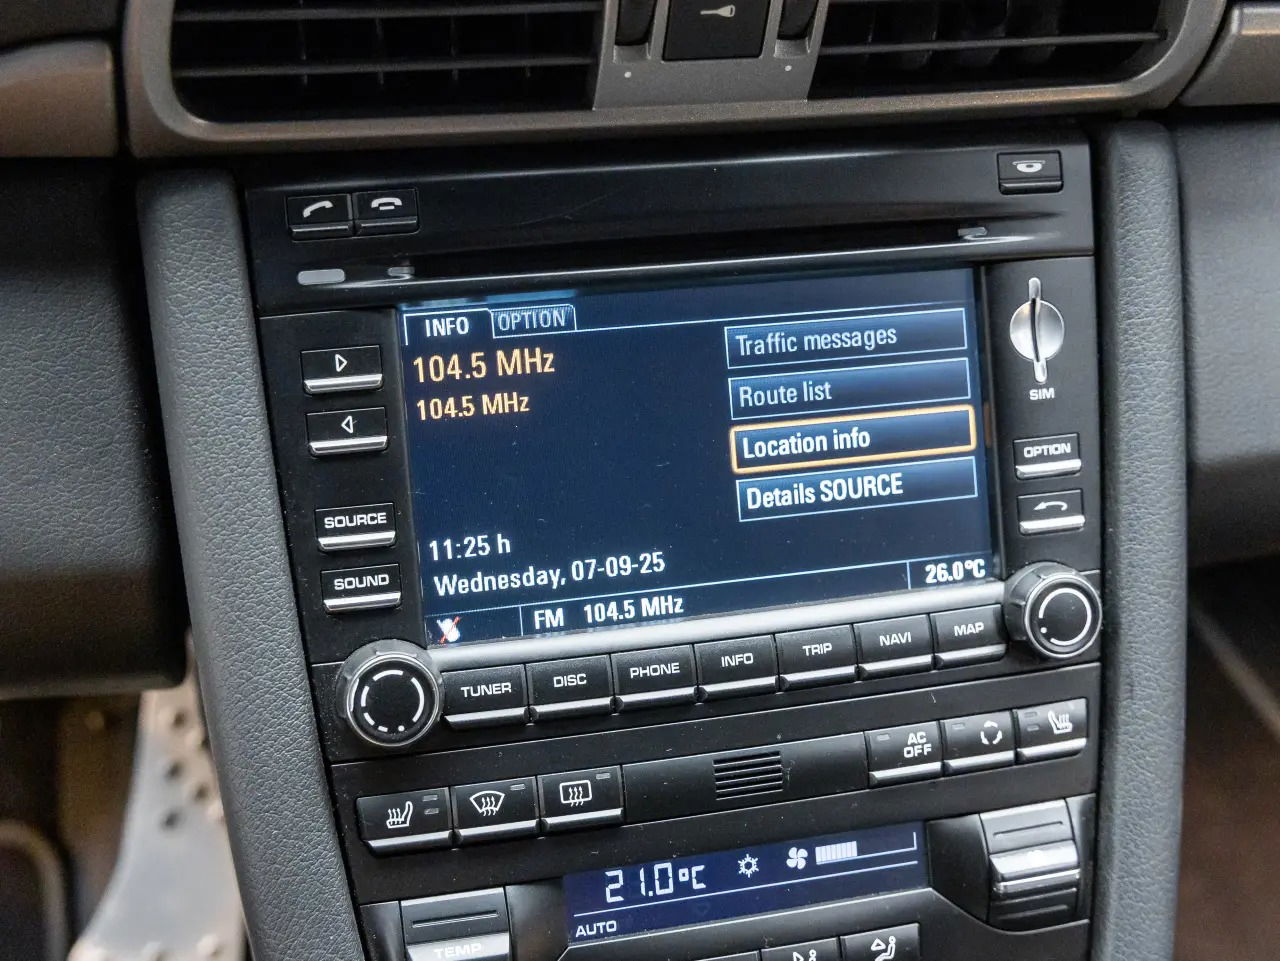 INFO
OPTION
104.5 MHz
104.5 MHz
Traffic messages
Route list
Location info
Details SOURCE
11:25 h
Wednesday, 07-09-25
FM 104.5 MHz
26.0°C
SIM
OPTION
SOURCE
SOUND
TUNER
DISC
PHONE
INFO
TRIP
NAVI
MAP
AC
OFF
21.0°C
AUTO
TEMP